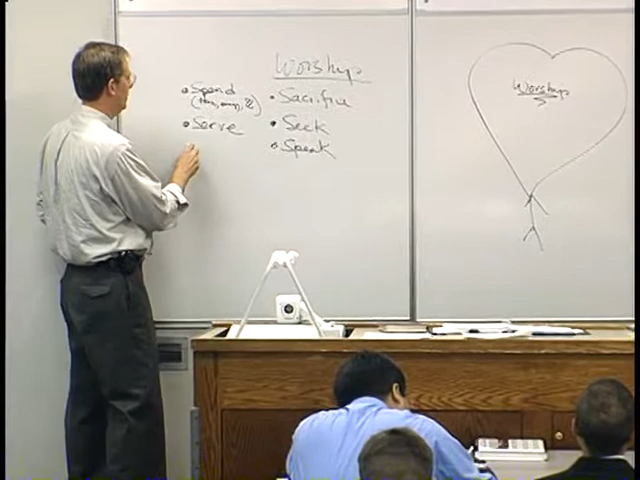 Worship
• Spend
• Serve
• Sacrifice
• Seek
• Speak
Worship